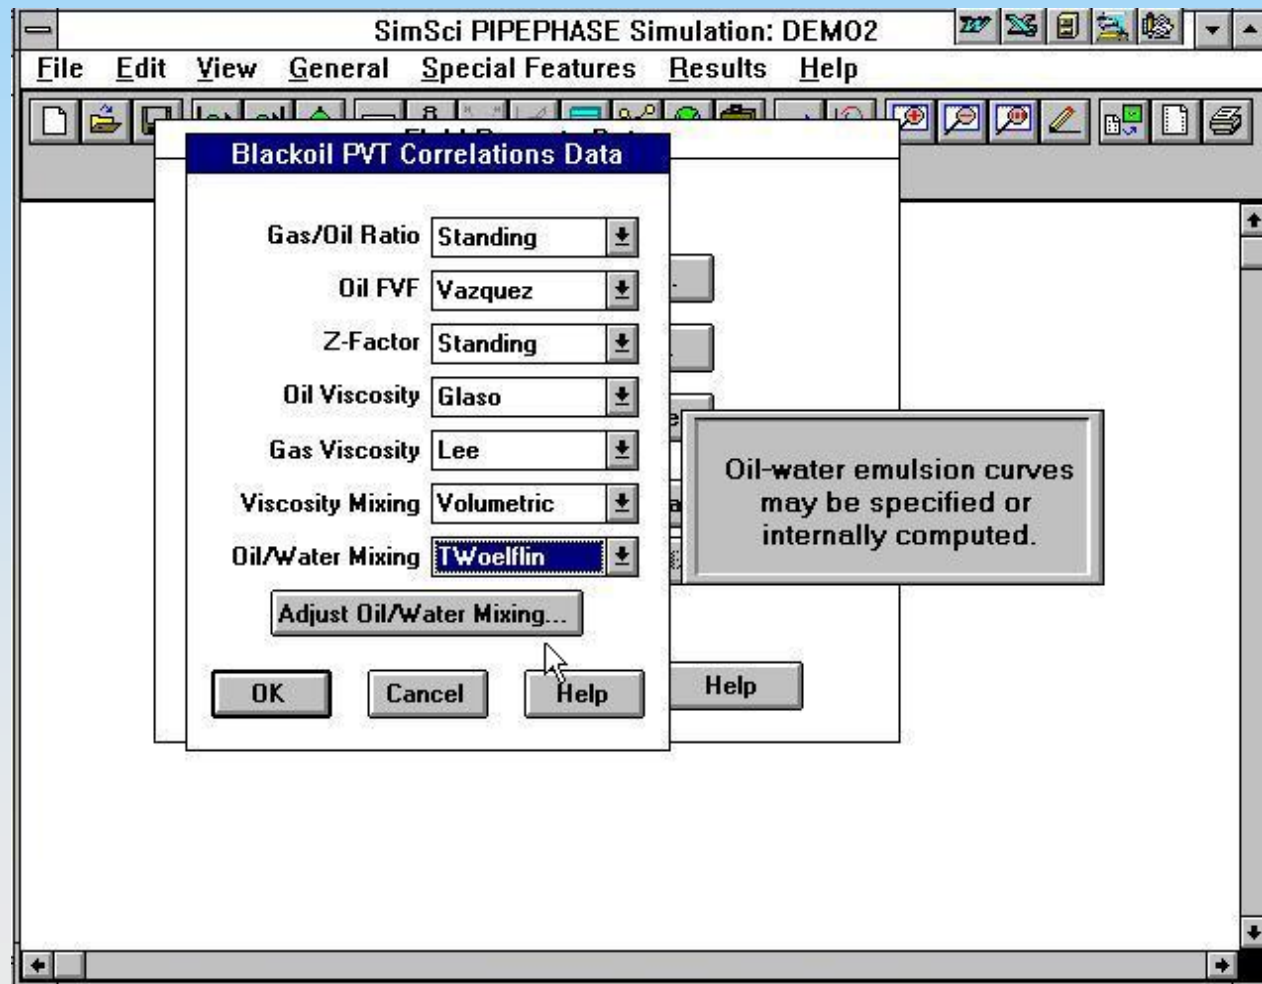 SimSci PIPEPHASE Simulation: DEMO2
File Edit View General Special Features Results Help
Blackoil PVT Correlations Data
Gas/Oil Ratio Standing
Oil FVF Vazquez
Z-Factor Standing
Oil Viscosity Glaso
Gas Viscosity Lee
Viscosity Mixing Volumetric
Oil/Water Mixing TWoelflin
Adjust Oil/Water Mixing...
OK Cancel Help
Help
Oil-water emulsion curves
may be specified or
internally computed.